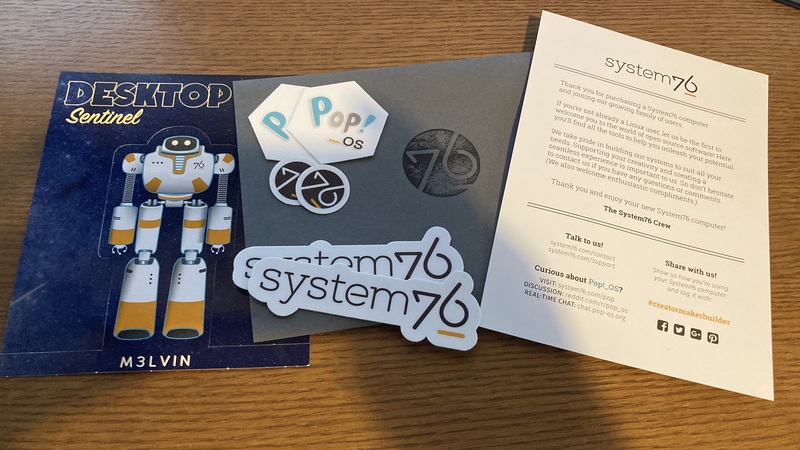 DESKTOP
Sentinel
76
M3LVIN
P
Pop!
OS
76
76
76
system76
system76
system76
Thank you for purchasing a System76 computer
and joining our growing family of users.
If you're not already a Linux user, let us be the first to
welcome you to the world of open source software! Here
you'll find all the tools to help you unleash your potential.
We take pride in building our systems to suit all your
needs. Supporting your creativity and creating a
seamless experience is important to us. So don't hesitate
to contact us if you have any questions or comments.
(We also welcome enthusiastic compliments.)
Thank you and enjoy your new System76 computer!
The System76 Crew
Talk to us!
system76.com/contact
system76.com/support
Curious about Pop!_OS?
VISIT: system76.com/pop
DISCUSSION: reddit.com/r/pop_os
REAL-TIME CHAT: chat.pop-os.org
Share with us!
Show us how you're using
your System76 computer
and tag it with:
#creatormakerbuilder